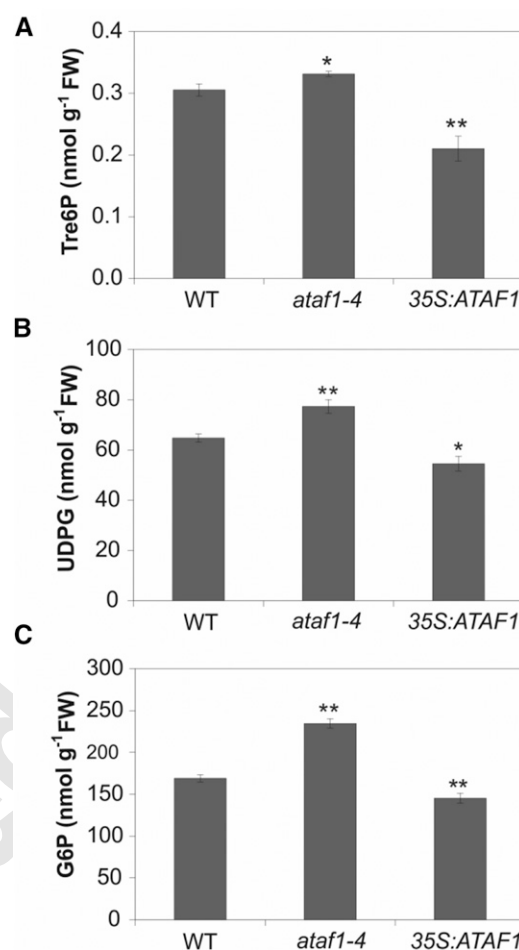 A
Tre6P (nmol g-1 FW)
0.4
0.3
0.2
0.1
0.0
*
**
WT
ataf1-4
35S:ATAF1
B
UDPG (nmol g-1 FW)
100
80
60
40
20
0
**
*
WT
ataf1-4
35S:ATAF1
C
G6P (nmol g-1 FW)
300
250
200
150
100
50
0
**
**
WT
ataf1-4
35S:ATAF1